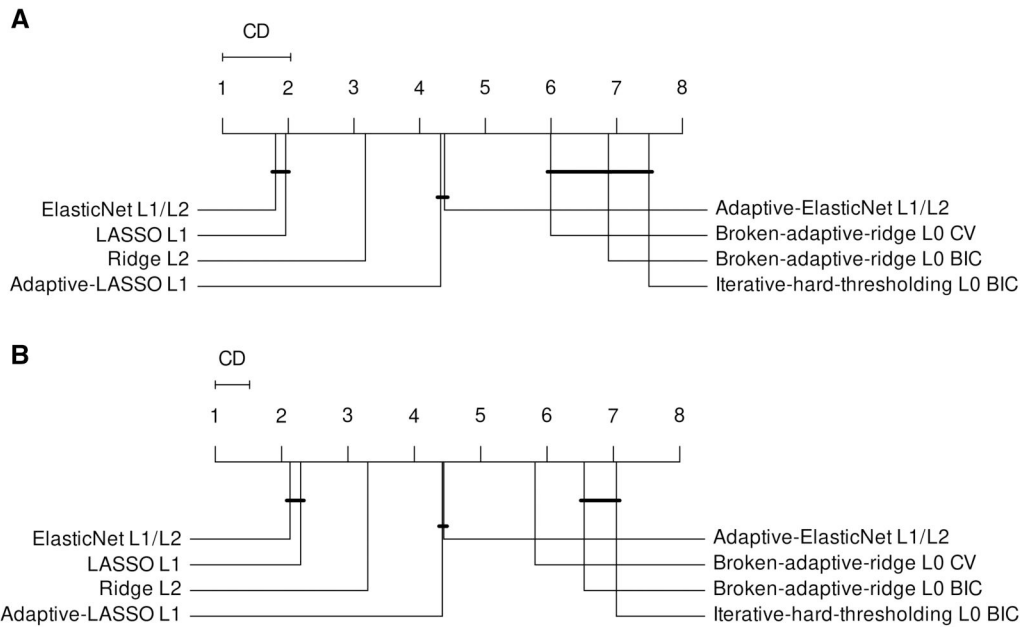 A
CD
1 2 3 4 5 6 7 8
ElasticNet L1/L2
LASSO L1
Ridge L2
Adaptive-LASSO L1
Adaptive-ElasticNet L1/L2
Broken-adaptive-ridge L0 CV
Broken-adaptive-ridge L0 BIC
Iterative-hard-thresholding L0 BIC
B
CD
1 2 3 4 5 6 7 8
ElasticNet L1/L2
LASSO L1
Ridge L2
Adaptive-LASSO L1
Adaptive-ElasticNet L1/L2
Broken-adaptive-ridge L0 CV
Broken-adaptive-ridge L0 BIC
Iterative-hard-thresholding L0 BIC